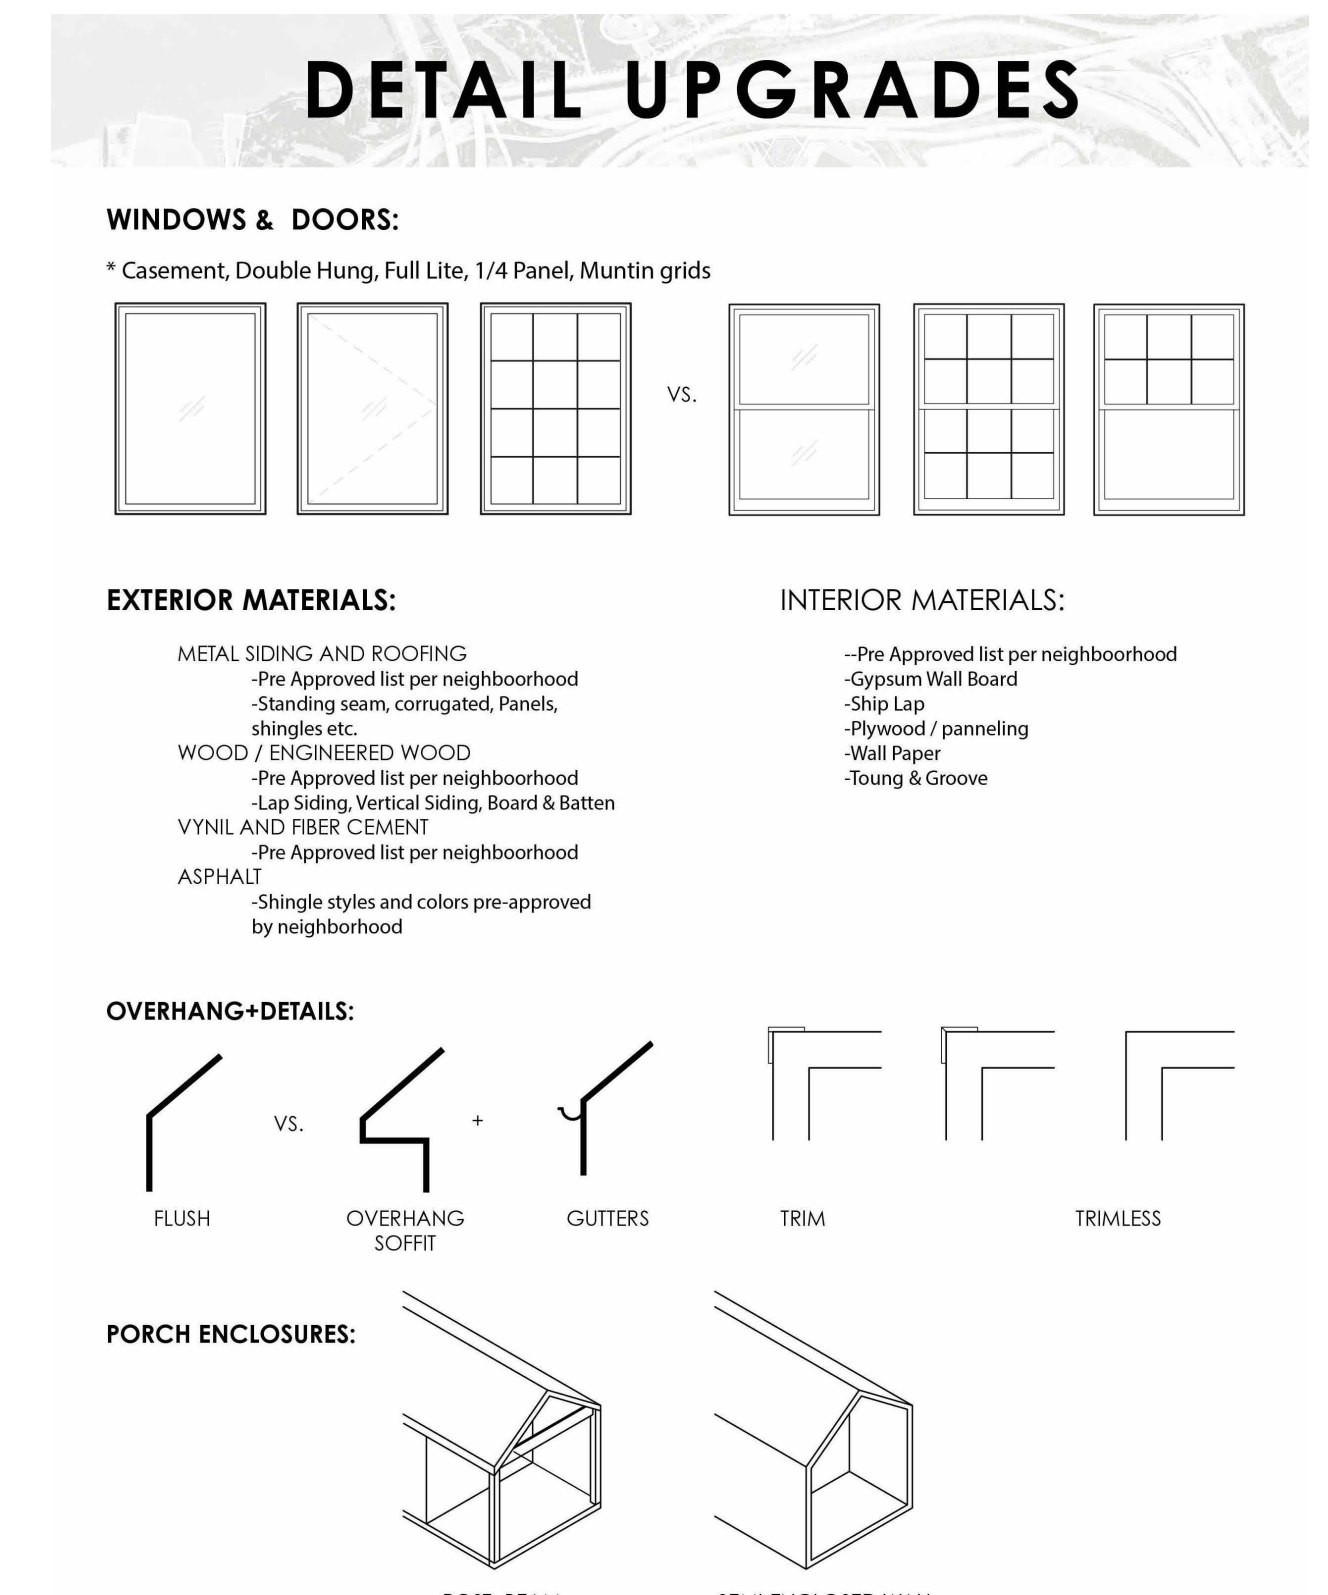 DETAIL UPGRADES
WINDOWS & DOORS:
* Casement, Double Hung, Full Lite, 1/4 Panel, Muntin grids
VS.
EXTERIOR MATERIALS:
METAL SIDING AND ROOFING
-Pre Approved list per neighboorhood
-Standing seam, corrugated, Panels,
shingles etc.
WOOD / ENGINEERED WOOD
-Pre Approved list per neighboorhood
-Lap Siding, Vertical Siding, Board & Batten
VYNIL AND FIBER CEMENT
-Pre Approved list per neighboorhood
ASPHALT
-Shingle styles and colors pre-approved
by neighborhood
INTERIOR MATERIALS:
--Pre Approved list per neighboorhood
-Gypsum Wall Board
-Ship Lap
-Plywood / panneling
-Wall Paper
-Toung & Groove
OVERHANG+DETAILS:
VS.
+
FLUSH
OVERHANG
SOFFIT
GUTTERS
TRIM
TRIMLESS
PORCH ENCLOSURES: